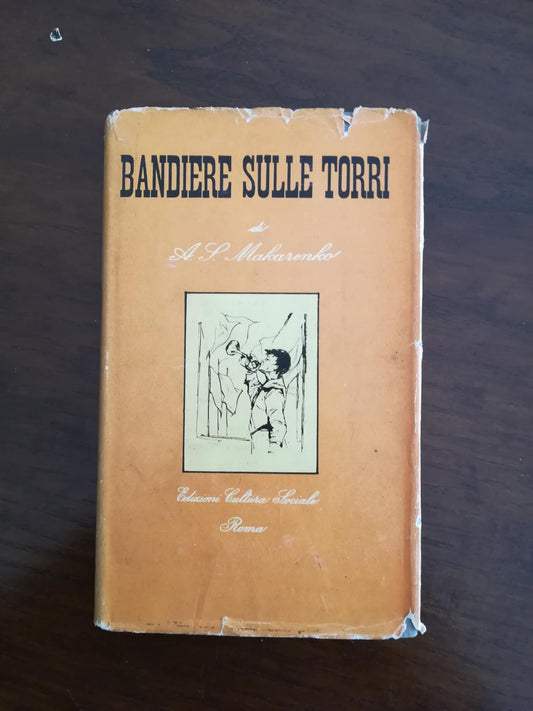 BANDIERE SULLE TORRI
di
A. S. Makarenko
Edizioni Cultura Sociale
Roma